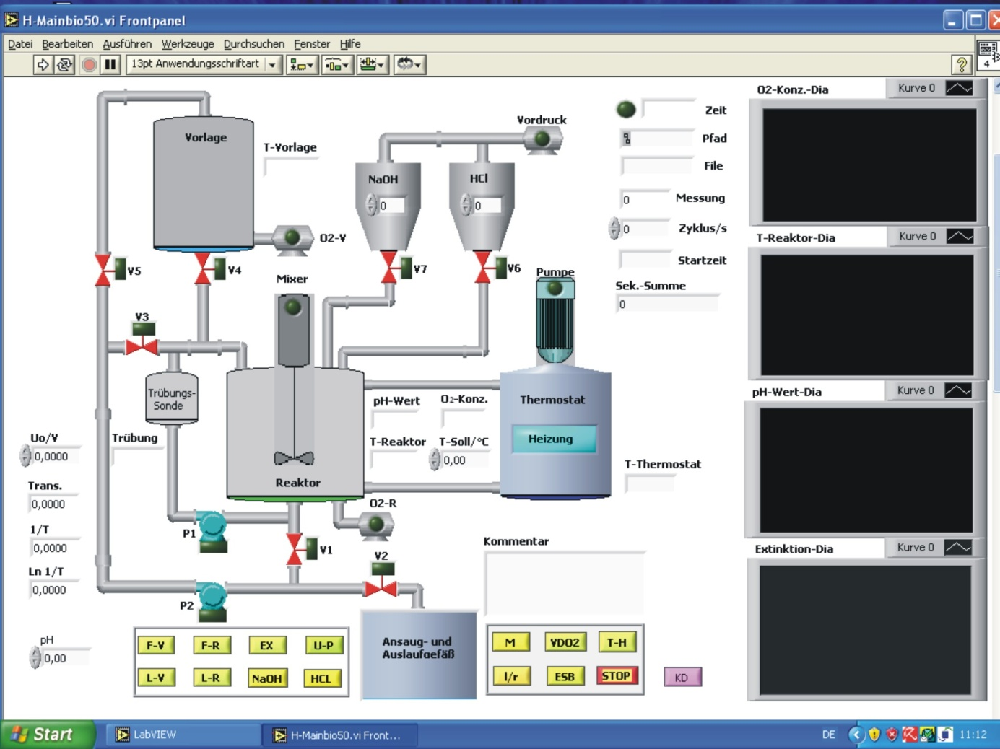 H-Mainbio50.vi Frontpanel
Datei Bearbeiten Ausführen Werkzeuge Durchsuchen Fenster Hilfe
13pt Anwendungsschriftart
4
O2-Konz.-Dia
Kurve 0
Vorlage
T-Vorlage
Vordruck
Zeit
Pfad
File
NaOH
0
HCl
0
0
Messung
0
Zyklus/s
Startzeit
O2-V
T-Reaktor-Dia
Kurve 0
V5
V4
Mixer
V7
V6
Pumpe
Sek.-Summe
0
V3
Trübungs-
Sonde
pH-Wert
O2-Konz.
Thermostat
pH-Wert-Dia
Kurve 0
Uo/V
0,0000
Trübung
T-Reaktor
T-Soll/°C
0,00
Heizung
T-Thermostat
Trans.
0,0000
Reaktor
O2-R
1/T
0,0000
P1
V1
V2
Kommentar
Extinktion-Dia
Kurve 0
Ln 1/T
0,0000
P2
pH
0,00
F-V F-R EX U-P
L-V L-R NaOH HCL
Ansaug- und
Auslaufgefäß
M VDO2 T-H
l/r ESB STOP
KD
Start
LabVIEW
H-Mainbio50.vi Front...
DE
11:12